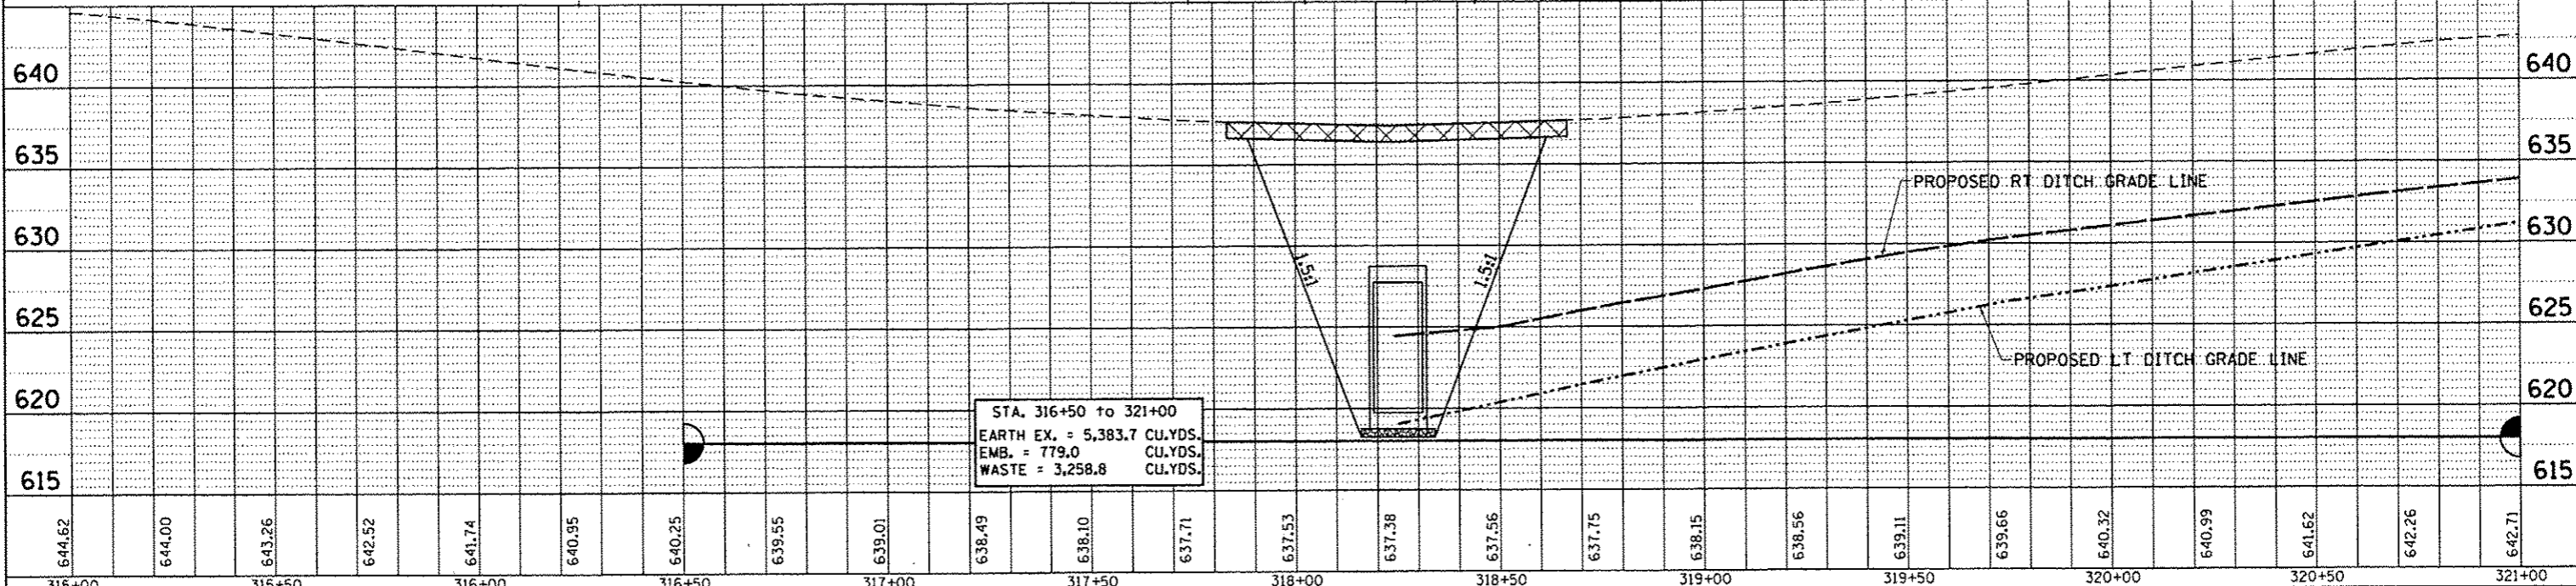 640 640
635 635
PROPOSED RT DITCH GRADE LINE
630 630
1.5:1 1.5:1
625 625
PROPOSED LT DITCH GRADE LINE
620 620
STA. 316+50 to 321+00
EARTH EX. = 5,383.7 CU.YDS.
EMB. = 779.0 CU.YDS.
WASTE = 3,258.8 CU.YDS.
615 615
644.62 644.00 643.26 642.52 641.74 640.95 640.25 639.55 639.01 638.49 638.10 637.71 637.53 637.38 637.56 637.75 638.15 638.56 639.11 639.66 640.32 640.99 641.62 642.26 642.71
315+00 315+50 316+00 316+50 317+00 317+50 318+00 318+50 319+00 319+50 320+00 320+50 321+00